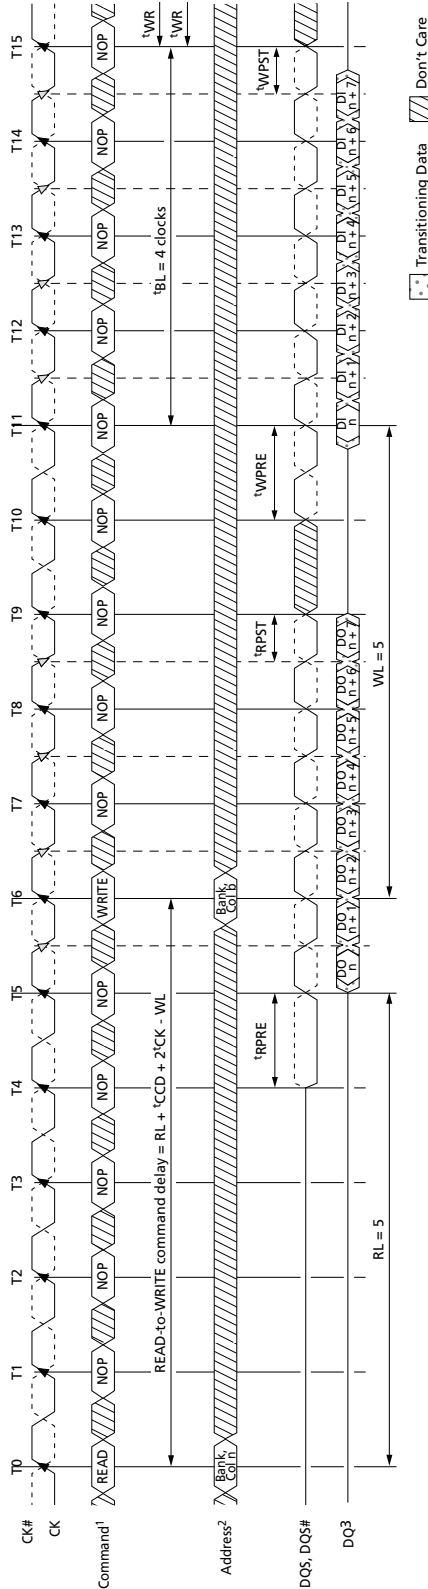 T0 T1 T2 T3 T4 T5 T6 T7 T8 T9 T10 T11 T12 T13 T14 T15
CK#
CK
Command1 READ NOP NOP NOP NOP NOP WRITE NOP NOP NOP NOP NOP NOP NOP NOP NOP
tWR
tWR
READ-to-WRITE command delay = RL + tCCD + 2tCK - WL
tBL = 4 clocks
Address2
Bank,
Col n
Bank,
Col b
tRPRE
tRPST
tWPRE
tWPST
DQS, DQS#
DQ3
DO
n
DO
n + 1
DO
n + 2
DO
n + 3
DO
n + 4
DO
n + 5
DO
n + 6
DO
n + 7
DI
n
DI
n + 1
DI
n + 2
DI
n + 3
DI
n + 4
DI
n + 5
DI
n + 6
DI
n + 7
RL = 5
WL = 5
Transitioning Data
Don't Care